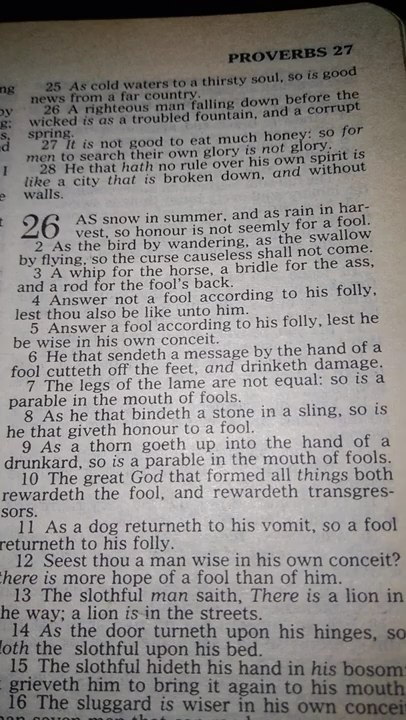 PROVERBS 27
25 As cold waters to a thirsty soul, so is good
news from a far country.
26 A righteous man falling down before the
wicked is as a troubled fountain, and a corrupt
spring.
27 It is not good to eat much honey: so for
men to search their own glory is not glory.
28 He that hath no rule over his own spirit is
like a city that is broken down, and without
walls.
26 AS snow in summer, and as rain in har-
vest, so honour is not seemly for a fool.
2 As the bird by wandering, as the swallow
by flying, so the curse causeless shall not come.
3 A whip for the horse, a bridle for the ass,
and a rod for the fool's back.
4 Answer not a fool according to his folly,
lest thou also be like unto him.
5 Answer a fool according to his folly, lest he
be wise in his own conceit.
6 He that sendeth a message by the hand of a
fool cutteth off the feet, and drinketh damage.
7 The legs of the lame are not equal: so is a
parable in the mouth of fools.
8 As he that bindeth a stone in a sling, so is
he that giveth honour to a fool.
9 As a thorn goeth up into the hand of a
drunkard, so is a parable in the mouth of fools.
10 The great God that formed all things both
rewardeth the fool, and rewardeth transgres-
sors.
11 As a dog returneth to his vomit, so a fool
returneth to his folly.
12 Seest thou a man wise in his own conceit?
there is more hope of a fool than of him.
13 The slothful man saith, There is a lion in
he way; a lion is in the streets.
14 As the door turneth upon his hinges, so
doth the slothful upon his bed.
15 The slothful hideth his hand in his bosom
grieveth him to bring it again to his mouth
16 The sluggard is wiser in his own concei